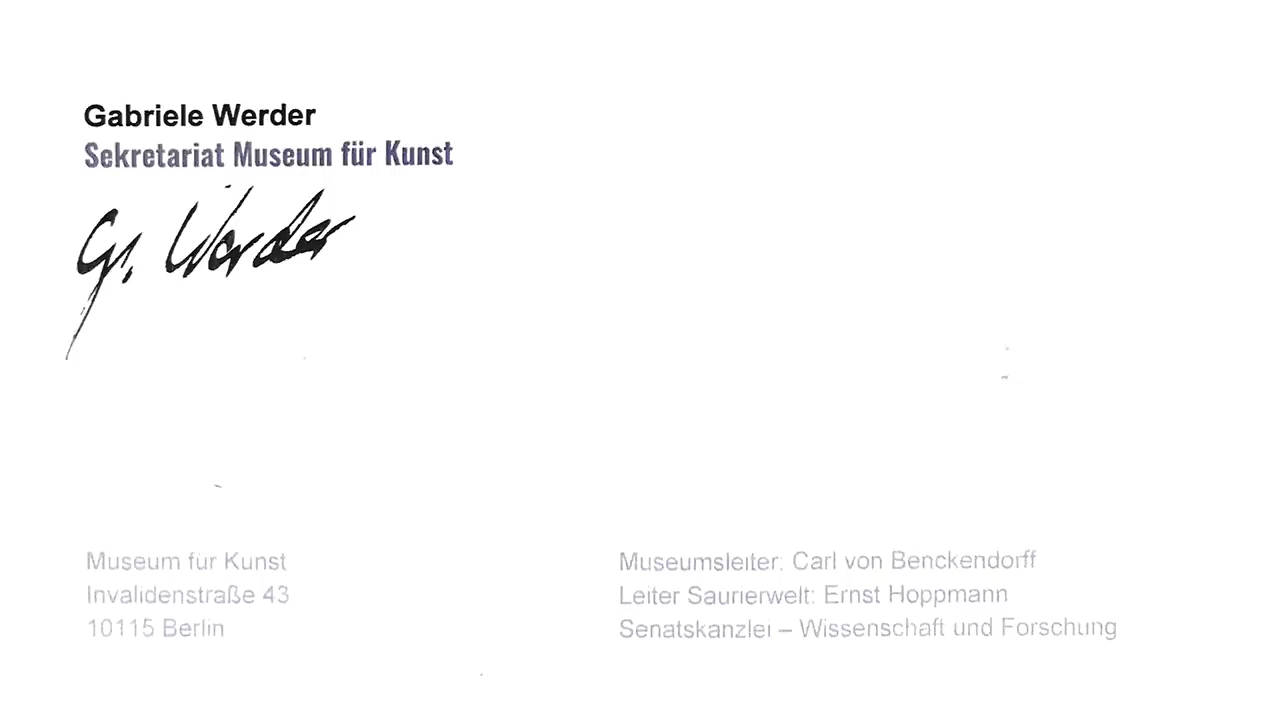 Gabriele Werder
Sekretariat Museum für Kunst
G. Werder
Museum für Kunst
Invalidenstraße 43
10115 Berlin
Museumsleiter: Carl von Benckendorff
Leiter Saurierwelt: Ernst Hoppmann
Senatskanzlei – Wissenschaft und Forschung